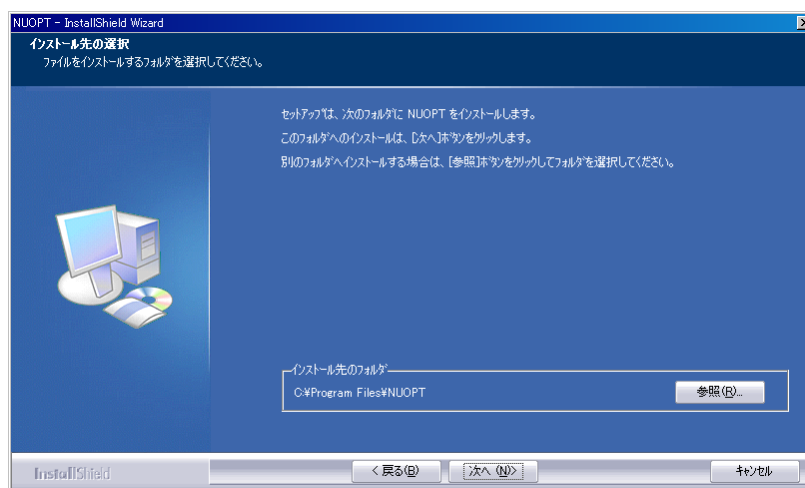 NUOPT - InstallShield Wizard
インストール先の選択
ファイルをインストールするフォルダを選択してください。
セットアップは、次のフォルダに NUOPT をインストールします。
このフォルダへのインストールは、[次へ]ボタンをクリックします。
別のフォルダへインストールする場合は、[参照]ボタンをクリックしてフォルダを選択してください。
インストール先のフォルダ
C:¥Program Files¥NUOPT
参照(R)...
InstallShield
< 戻る(B)
次へ (N)>
キャンセル